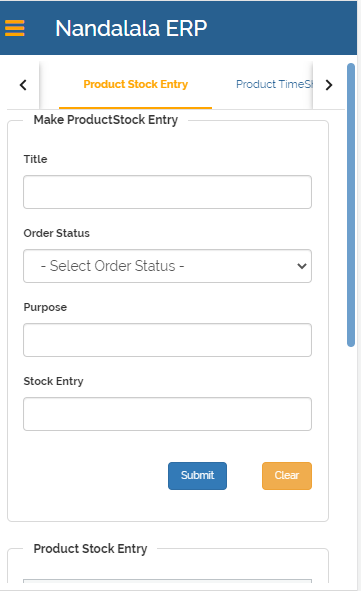 Nandalala ERP
Product Stock Entry
Product TimeSh
Make ProductStock Entry
Title
Order Status
- Select Order Status -
Purpose
Stock Entry
Submit
Clear
Product Stock Entry